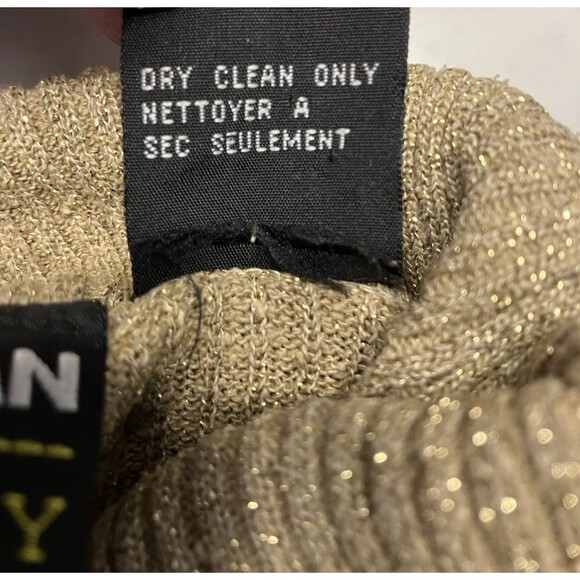 DRY CLEAN ONLY
NETTOYER A
SEC SEULEMENT
AN
Y